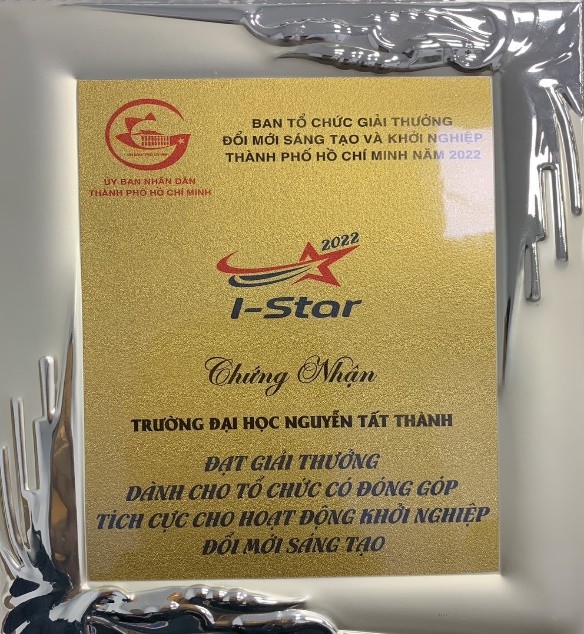 ỦY BAN NHÂN DÂN
THÀNH PHỐ HỒ CHÍ MINH
BAN TỔ CHỨC GIẢI THƯỞNG
ĐỔI MỚI SÁNG TẠO VÀ KHỞI NGHIỆP
THÀNH PHỐ HỒ CHÍ MINH NĂM 2022
2022
I-Star
Chứng Nhận
TRƯỜNG ĐẠI HỌC NGUYỄN TẤT THÀNH
ĐẠT GIẢI THƯỞNG
DÀNH CHO TỔ CHỨC CÓ ĐÓNG GÓP
TÍCH CỰC CHO HOẠT ĐỘNG KHỞI NGHIỆP
ĐỔI MỚI SÁNG TẠO